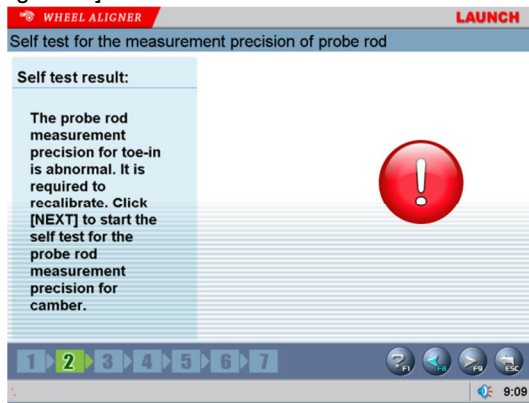 WHEEL ALIGNER
LAUNCH
Self test for the measurement precision of probe rod
Self test result:
The probe rod
measurement
precision for toe-in
is abnormal. It is
required to
recalibrate. Click
[NEXT] to start the
self test for the
probe rod
measurement
precision for
camber.
1 2 3 4 5 6 7
? F1 F8 F9 ESC
9:09